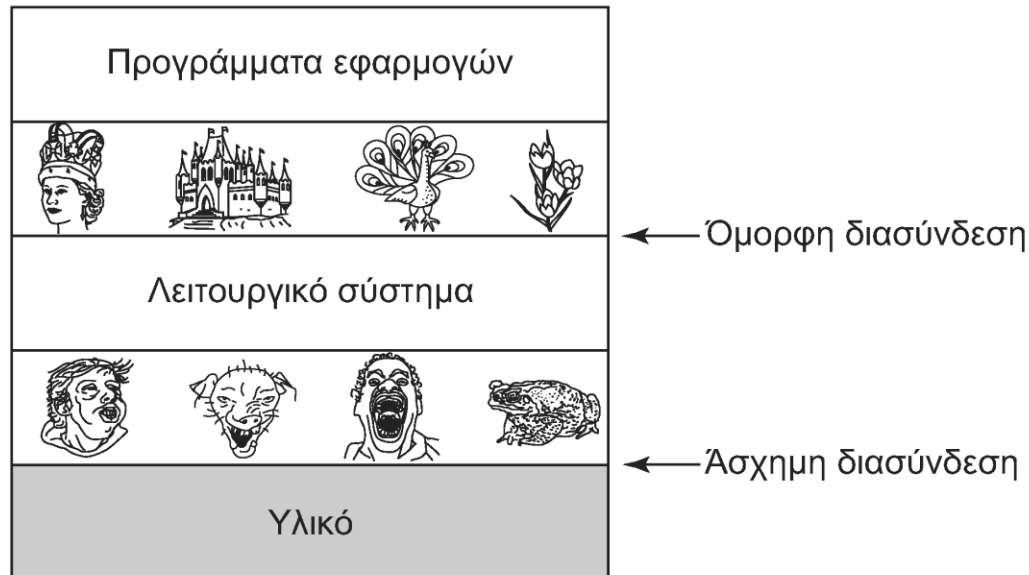 Προγράμματα εφαρμογών
Όμορφη διασύνδεση
Λειτουργικό σύστημα
Άσχημη διασύνδεση
Υλικό